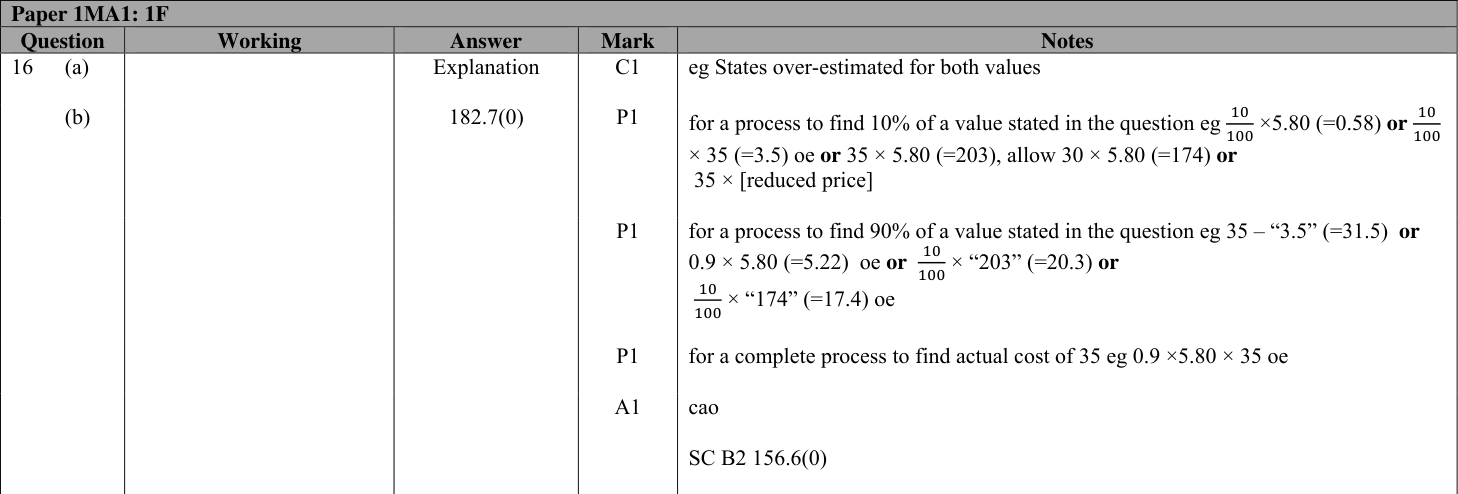 Paper 1MA1: 1F
Question Working Answer Mark Notes
16 (a) Explanation C1 eg States over-estimated for both values
(b) 182.7(0) P1 for a process to find 10% of a value stated in the question eg 10/100 ×5.80 (=0.58) or 10/100
× 35 (=3.5) oe or 35 × 5.80 (=203), allow 30 × 5.80 (=174) or
35 × [reduced price]
P1 for a process to find 90% of a value stated in the question eg 35 – “3.5” (=31.5) or
0.9 × 5.80 (=5.22) oe or 10/100 × “203” (=20.3) or
10/100 × “174” (=17.4) oe
P1 for a complete process to find actual cost of 35 eg 0.9 ×5.80 × 35 oe
A1 cao
SC B2 156.6(0)